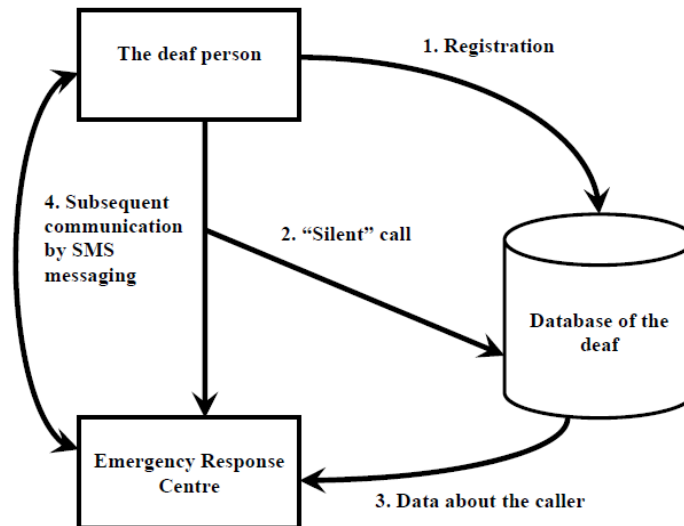 The deaf person
1. Registration
4. Subsequent
communication
by SMS
messaging
2. “Silent” call
Database of the
deaf
Emergency Response
Centre
3. Data about the caller